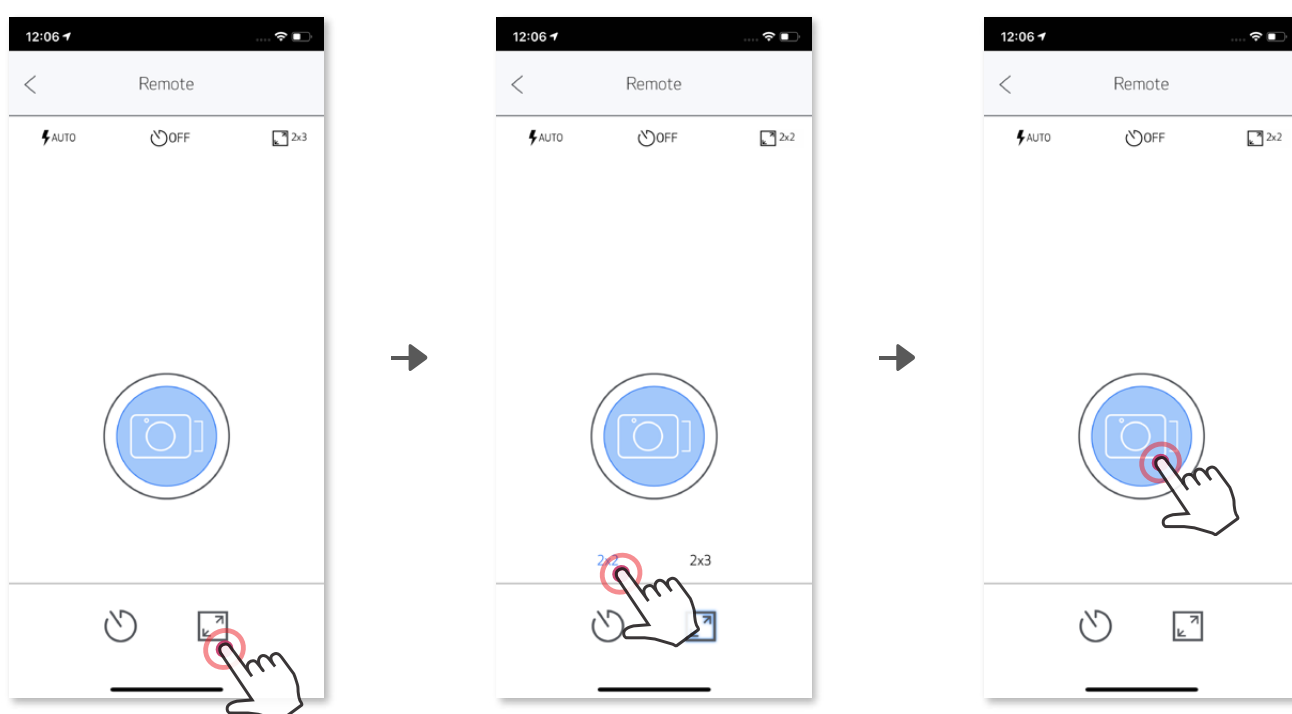 12:06
Remote
AUTO OFF 2x3
12:06
Remote
AUTO OFF 2x2
2x2 2x3
12:06
Remote
AUTO OFF 2x2